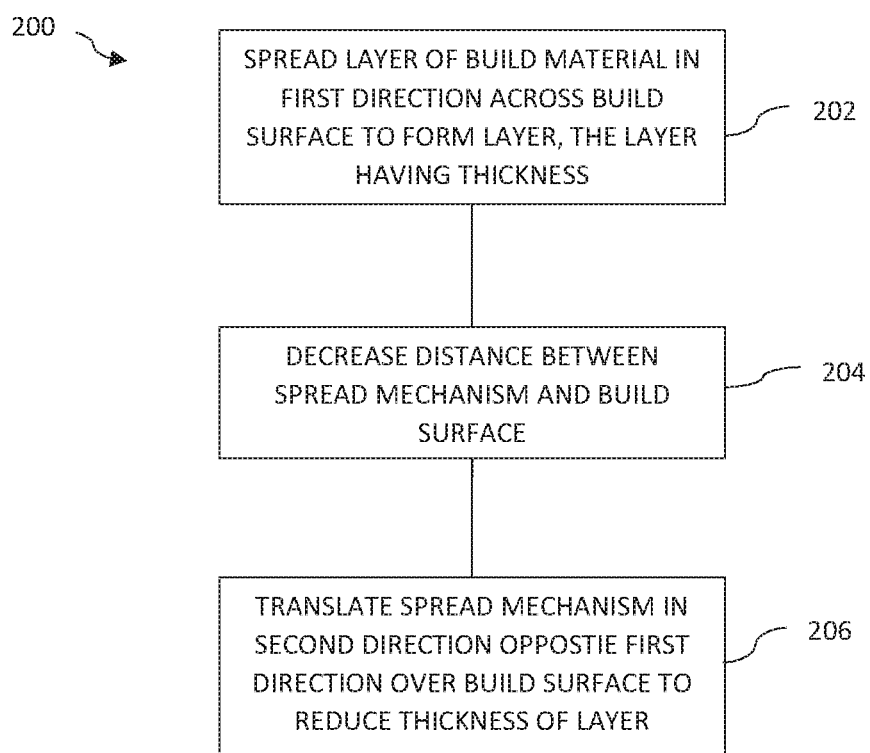 200
SPREAD LAYER OF BUILD MATERIAL IN
FIRST DIRECTION ACROSS BUILD
SURFACE TO FORM LAYER, THE LAYER
HAVING THICKNESS
202
DECREASE DISTANCE BETWEEN
SPREAD MECHANISM AND BUILD
SURFACE
204
TRANSLATE SPREAD MECHANISM IN
SECOND DIRECTION OPPOSTIE FIRST
DIRECTION OVER BUILD SURFACE TO
REDUCE THICKNESS OF LAYER
206